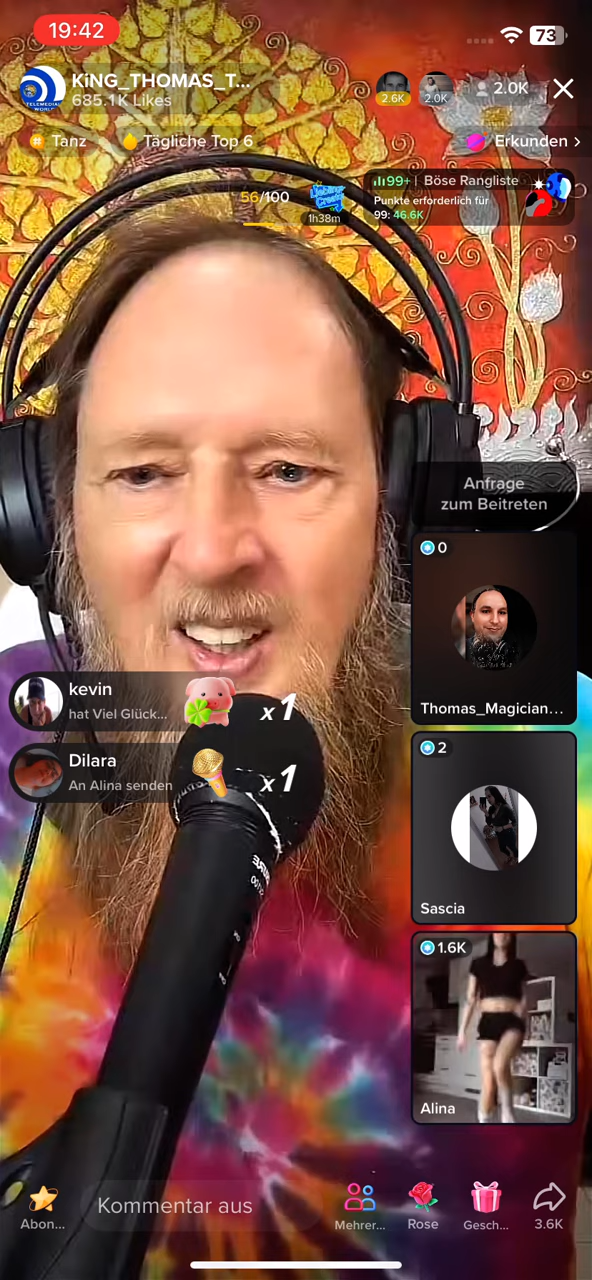 19:42
73
KiNG_THOMAS_T...
685.1K Likes
TELEMEDIA
WORLD
2.6K
2.0K
2.0K
Tanz
Tägliche Top 6
Erkunden >
56/100
1h38m
99+ | Böse Rangliste
Punkte erforderlich für
99: 46.6K
Anfrage
zum Beitreten
0
Thomas_Magician...
kevin
hat Viel Glück...
x1
Dilara
An Alina senden
x1
2
Sascia
1.6K
Alina
SHURE
Abon...
Kommentar aus
Mehrer...
Rose
Gesch...
3.6K